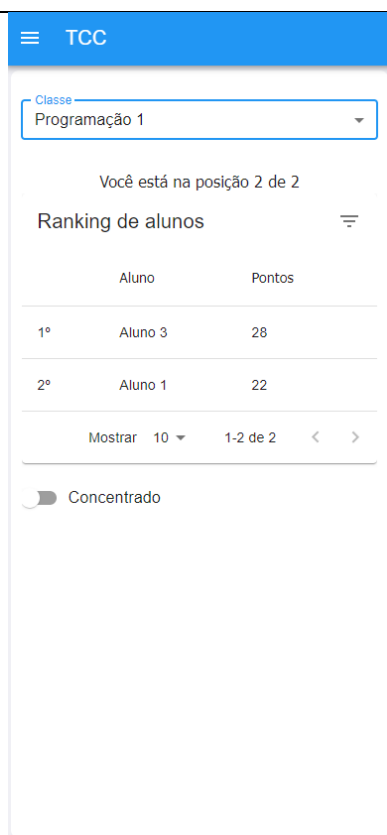 TCC
Classe
Programação 1
Você está na posição 2 de 2
Ranking de alunos
Aluno Pontos
1º Aluno 3 28
2º Aluno 1 22
Mostrar 10 1-2 de 2
Concentrado